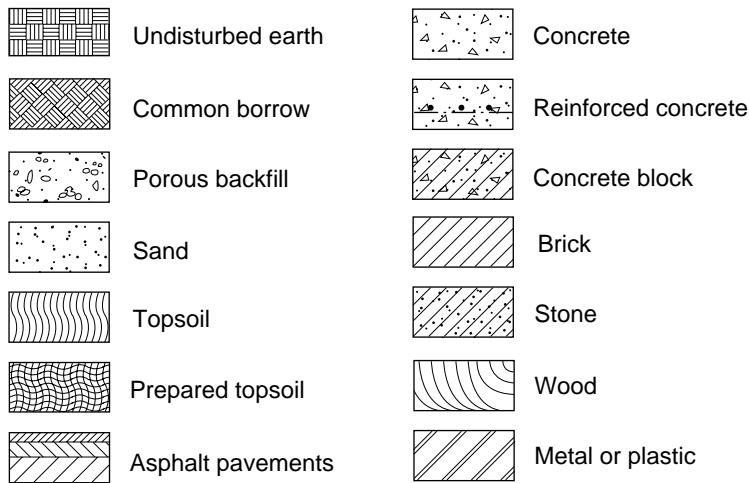 Undisturbed earth
Common borrow
Porous backfill
Sand
Topsoil
Prepared topsoil
Asphalt pavements
Concrete
Reinforced concrete
Concrete block
Brick
Stone
Wood
Metal or plastic